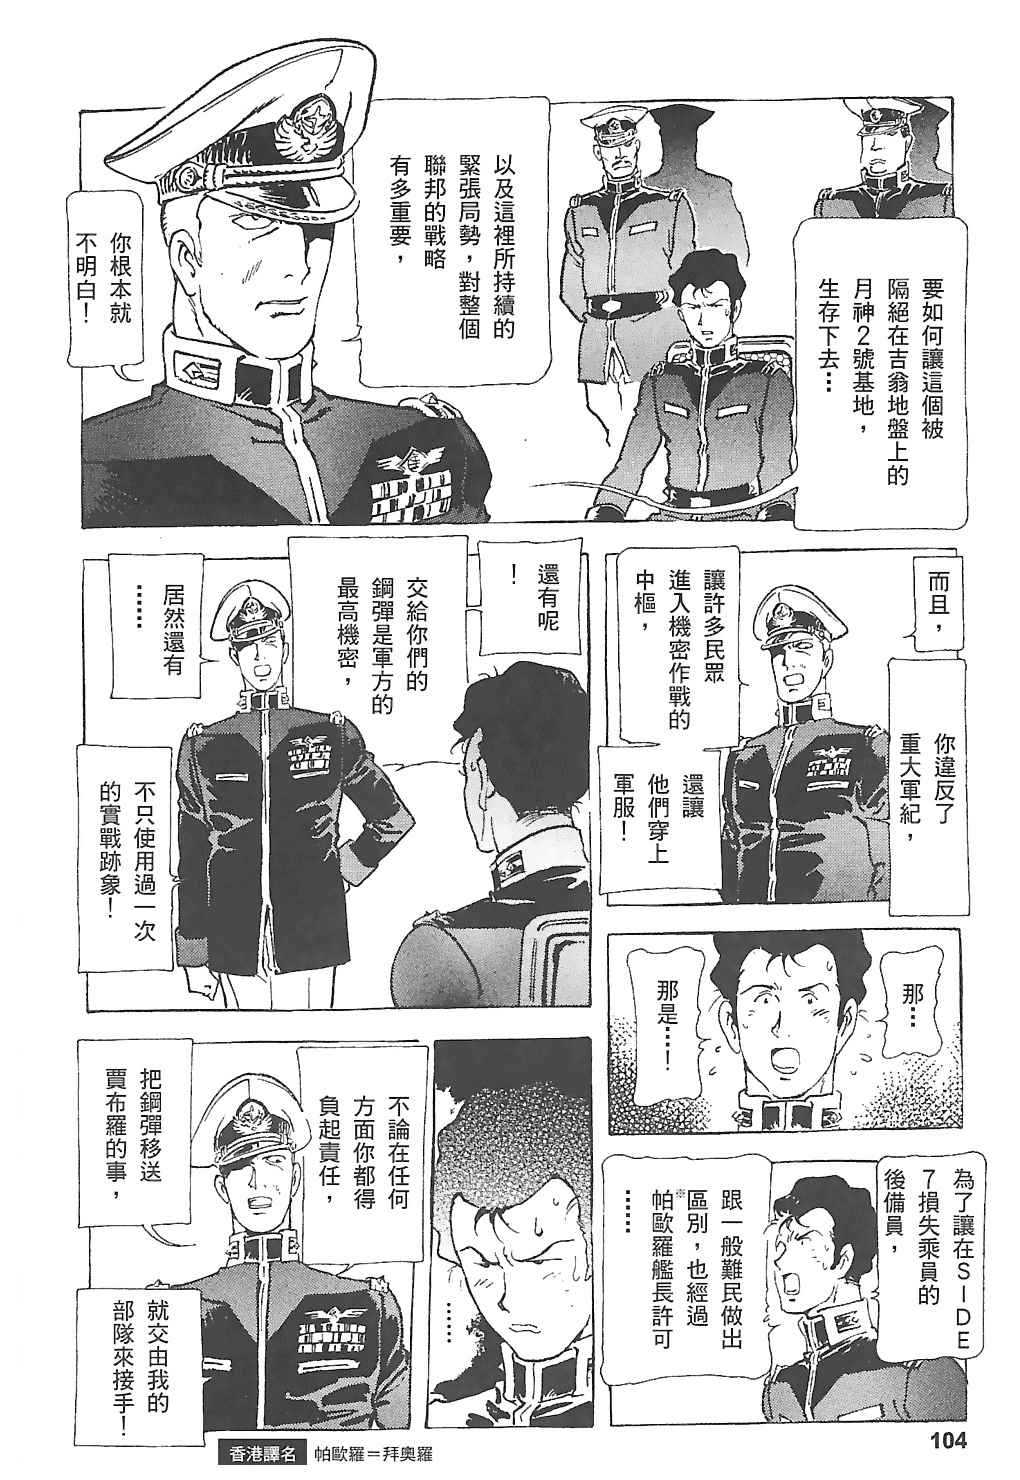 要如何讓這個被
隔絕在吉翁地盤上的
月神2號基地，
生存下去…
以及這裡所持續的
緊張局勢，對整個
聯邦的戰略
有多重要，
你根本就
不明白！
而且，
你違反了
重大軍紀，
讓許多民眾
進入機密作戰的
中樞，
還讓
他們穿上
軍服！
還有呢
！
交給你們的
鋼彈是軍方的
最高機密，
居然還有
……
不只使用過一次
的實戰跡象！
那…
那是…！
為了讓在SIDE
7損失乘員的
後備員，
跟一般難民做出
區別，也經過
※帕歐羅艦長許可
……
……
不論在任何
方面你都得
負起責任，
把鋼彈移送
賈布羅的事，
就交由我的
部隊來接手！
香港譯名 帕歐羅＝拜奧羅
104